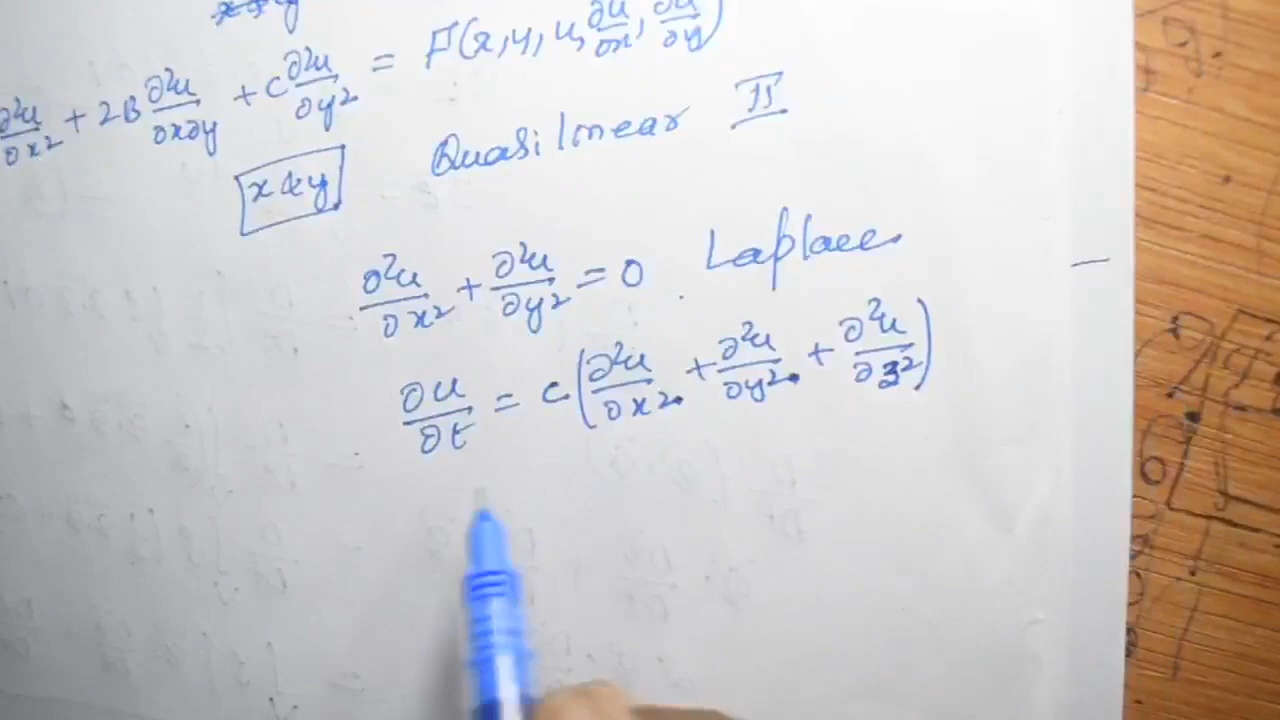 ∂²u/∂x² + 2B ∂²u/∂x∂y + C ∂²u/∂y² = F(x, y, u, ∂u/∂x, ∂u/∂y)
x & y Quasilinear II
∂²u/∂x² + ∂²u/∂y² = 0 Laplace
∂u/∂t = c(∂²u/∂x² + ∂²u/∂y² + ∂²u/∂z²)